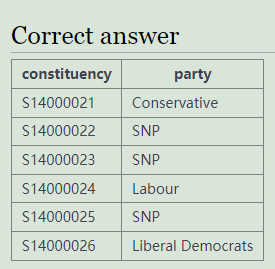 Correct answer
constituency party
S14000021 Conservative
S14000022 SNP
S14000023 SNP
S14000024 Labour
S14000025 SNP
S14000026 Liberal Democrats